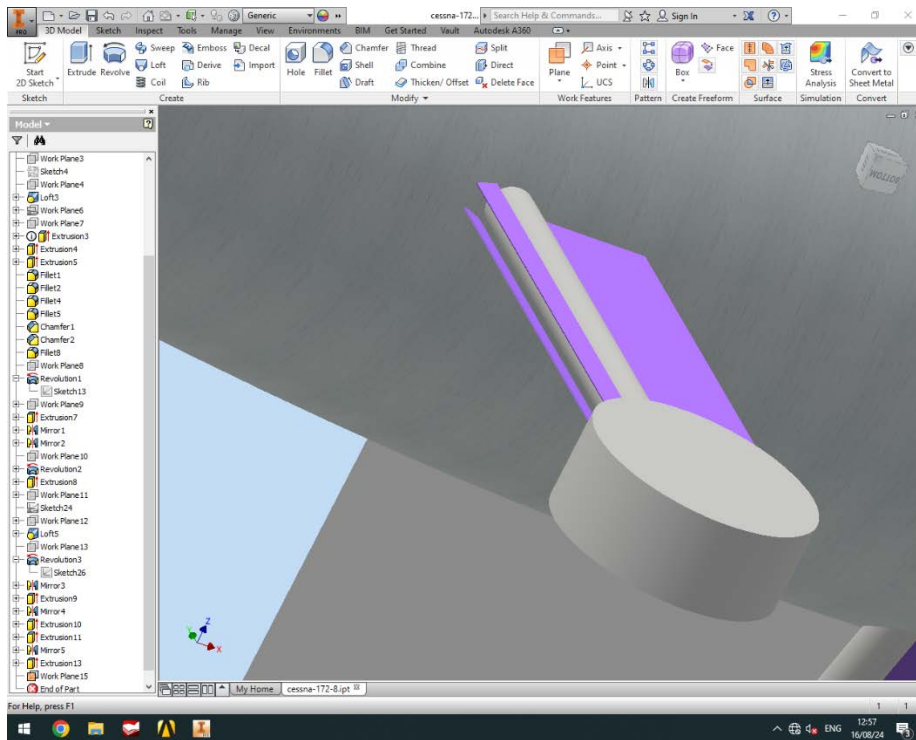 Generic
cessna-172...
Search Help & Commands...
Sign In
PRO
3D Model Sketch Inspect Tools Manage View Environments BIM Get Started Vault Autodesk A360
Start
2D Sketch
Extrude Revolve
Sweep Emboss Decal
Loft Derive Import
Coil Rib
Hole Fillet
Chamfer Thread Split
Shell Combine Direct
Draft Thicken/ Offset Delete Face
Plane
Axis
Point
UCS
Box
Face
Stress
Analysis
Convert to
Sheet Metal
Sketch Create Modify Work Features Pattern Create Freeform Surface Simulation Convert
Model
Work Plane3
Sketch4
Work Plane4
Loft3
Work Plane6
Work Plane7
Extrusion3
Extrusion4
Extrusion5
Fillet1
Fillet2
Fillet4
Fillet5
Chamfer1
Chamfer2
Fillet8
Work Plane8
Revolution1
Sketch13
Work Plane9
Extrusion7
Mirror1
Mirror2
Work Plane10
Revolution2
Extrusion8
Work Plane11
Sketch24
Work Plane12
Loft5
Work Plane13
Revolution3
Sketch26
Mirror3
Extrusion9
Mirror4
Extrusion10
Extrusion11
Mirror5
Extrusion13
Work Plane15
End of Part
BOTTOM
Z
Y
X
My Home cessna-172-8.ipt
For Help, press F1
1 1
ENG
12:57
16/08/24
3